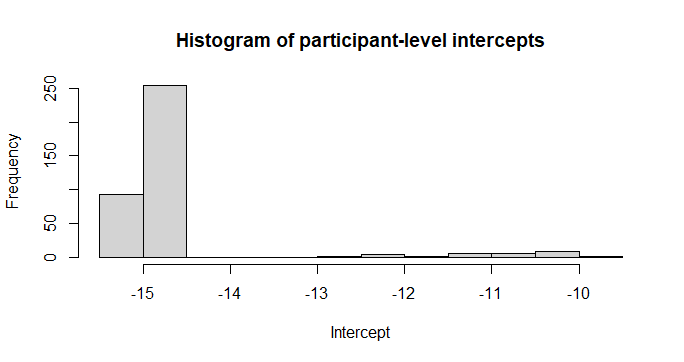 Histogram of participant-level intercepts
Frequency
250
150
50
0
-15 -14 -13 -12 -11 -10
Intercept